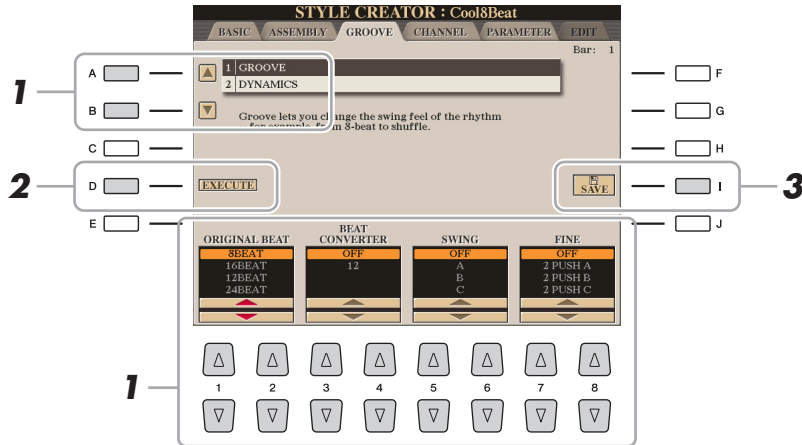 STYLE CREATOR : Cool8Beat
BASIC ASSEMBLY GROOVE CHANNEL PARAMETER EDIT
Bar: 1
1 GROOVE
2 DYNAMICS
Groove lets you change the swing feel of the rhythm
for example, from 8-beat to shuffle.
EXECUTE
SAVE
A
B
C
D
E
F
G
H
I
J
1
2
3
ORIGINAL BEAT
8BEAT
16BEAT
12BEAT
24BEAT
BEAT CONVERTER
OFF
12
SWING
OFF
A
B
C
FINE
OFF
2 PUSH A
2 PUSH B
2 PUSH C
1
1 2 3 4 5 6 7 8